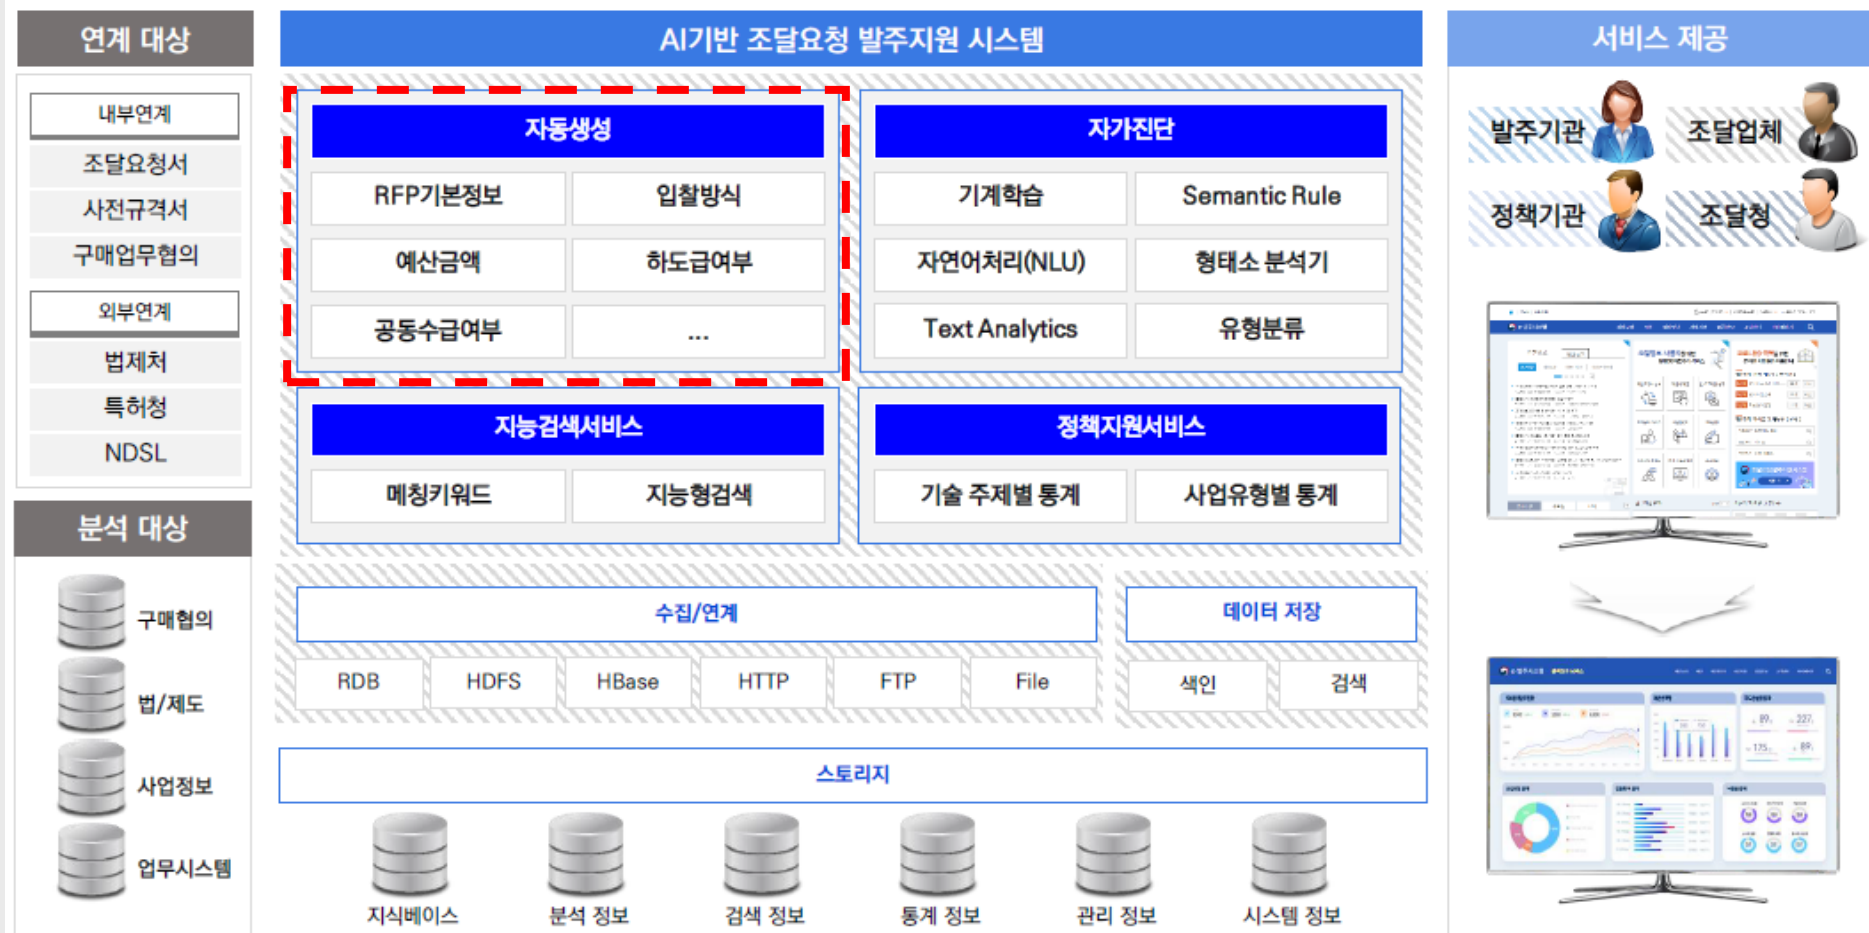 연계 대상
내부연계
조달요청서
사전규격서
구매업무협의
외부연계
법제처
특허청
NDSL
분석 대상
구매협의
법/제도
사업정보
업무시스템
AI기반 조달요청 발주지원 시스템
자동생성
RFP기본정보 입찰방식
예산금액 하도급여부
공동수급여부 ...
자가진단
기계학습 Semantic Rule
자연어처리(NLU) 형태소 분석기
Text Analytics 유형분류
지능검색서비스
메칭키워드 지능형검색
정책지원서비스
기술 주제별 통계 사업유형별 통계
수집/연계
RDB HDFS HBase HTTP FTP File
데이터 저장
색인 검색
스토리지
지식베이스 분석 정보 검색 정보 통계 정보 관리 정보 시스템 정보
서비스 제공
발주기관 조달업체
정책기관 조달청